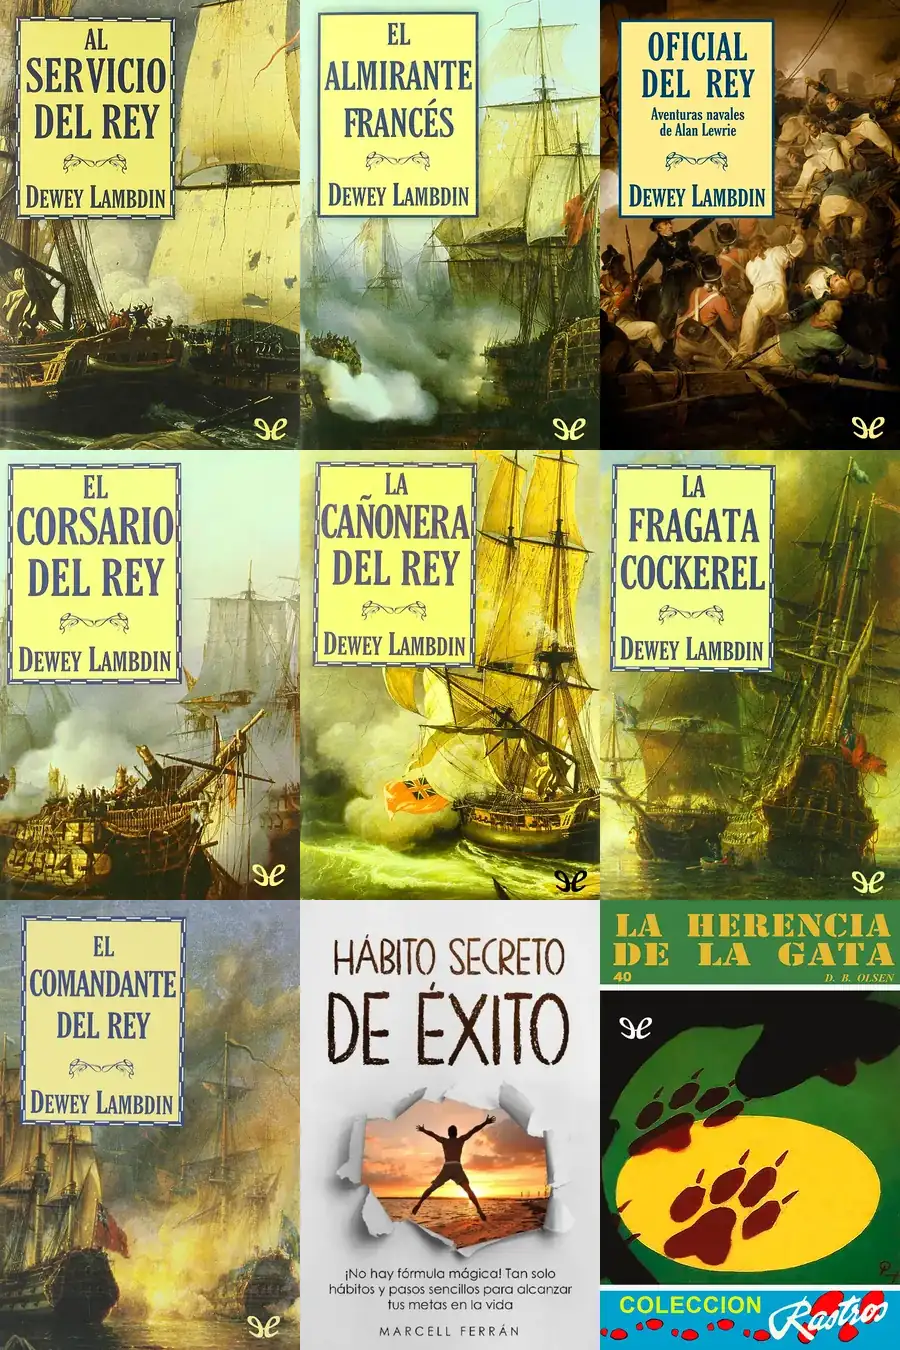 AL
SERVICIO
DEL REY
DEWEY LAMBDIN
EL
ALMIRANTE
FRANCÉS
DEWEY LAMBDIN
OFICIAL
DEL REY
Aventuras navales
de Alan Lewrie
DEWEY LAMBDIN
EL
CORSARIO
DEL REY
DEWEY LAMBDIN
LA
CAÑONERA
DEL REY
DEWEY LAMBDIN
LA
FRAGATA
COCKEREL
DEWEY LAMBDIN
EL
COMANDANTE
DEL REY
DEWEY LAMBDIN
HÁBITO SECRETO
DE ÉXITO
¡No hay fórmula mágica! Tan solo
hábitos y pasos sencillos para alcanzar
tus metas en la vida
MARCELL FERRÁN
LA HERENCIA
DE LA GATA
40 D. B. OLSEN
COLECCION Rastros